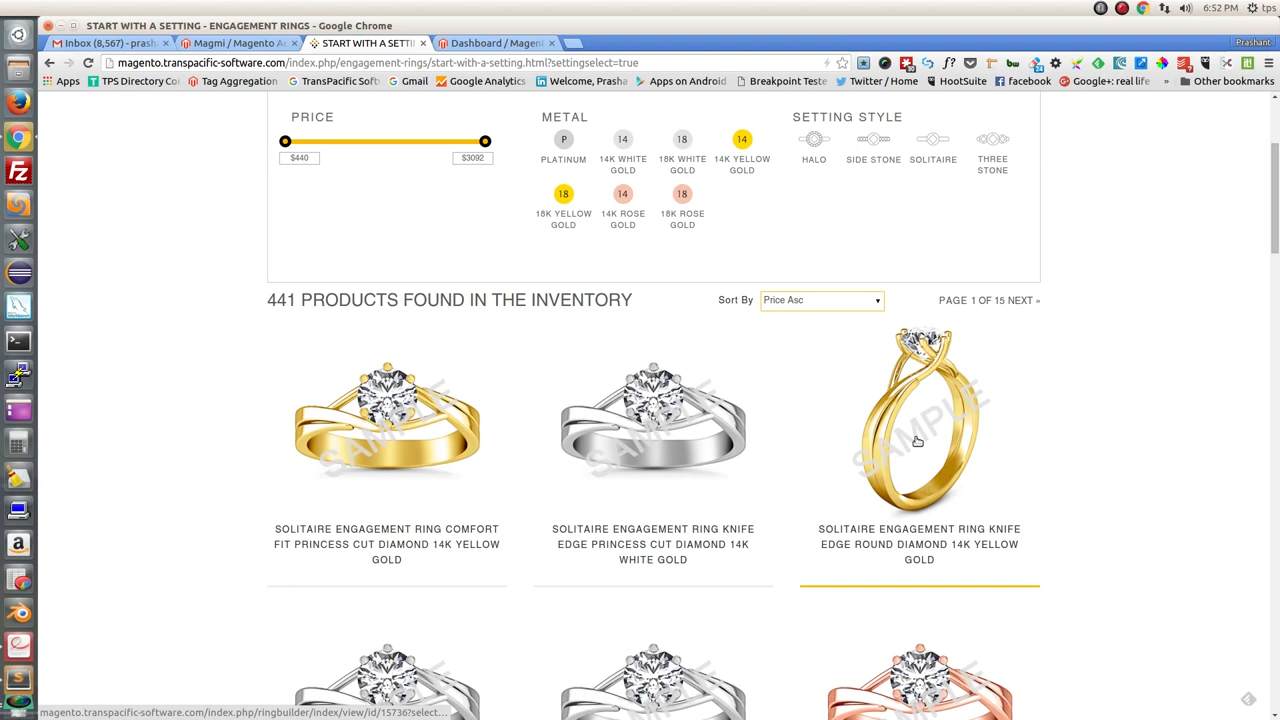 6:52 PM
tps
START WITH A SETTING - ENGAGEMENT RINGS - Google Chrome
Inbox (8,567) - prash
Magmi / Magento A
START WITH A SETTI
Dashboard / Magent
Prashant
magento.transpacific-software.com/index.php/engagement-rings/start-with-a-setting.html?settingselect=true
Apps
TPS Directory Co
Tag Aggregation
TransPacific Soft
Gmail
Google Analytics
Welcome, Prasha
Apps on Android
Breakpoint Teste
Twitter / Home
HootSuite
facebook
Google+: real life
Other bookmarks
PRICE
METAL
SETTING STYLE
P
14
18
14
$440
$3092
PLATINUM
14K WHITE GOLD
18K WHITE GOLD
14K YELLOW GOLD
HALO
SIDE STONE
SOLITAIRE
THREE STONE
18
14
18
18K YELLOW GOLD
14K ROSE GOLD
18K ROSE GOLD
441 PRODUCTS FOUND IN THE INVENTORY
Sort By
Price Asc
PAGE 1 OF 15 NEXT »
SAMPLE
SAMPLE
SAMPLE
SOLITAIRE ENGAGEMENT RING COMFORT
FIT PRINCESS CUT DIAMOND 14K YELLOW
GOLD
SOLITAIRE ENGAGEMENT RING KNIFE
EDGE PRINCESS CUT DIAMOND 14K
WHITE GOLD
SOLITAIRE ENGAGEMENT RING KNIFE
EDGE ROUND DIAMOND 14K YELLOW
GOLD
magento.transpacific-software.com/index.php/ringbuilder/index/view/id/15736?select...